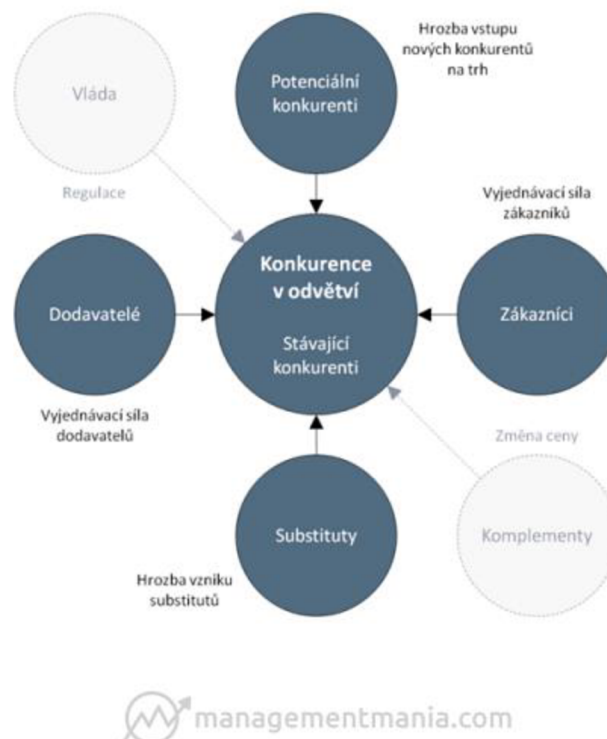 Hrozba vstupu
nových konkurentů
na trh
Potenciální
konkurenti
Vláda
Regulace
Vyjednávací síla
zákazníků
Konkurence
v odvětví
Stávající
konkurenti
Dodavatelé
Zákazníci
Vyjednávací síla
dodavatelů
Změna ceny
Substituty
Komplementy
Hrozba vzniku
substitutů
managementmania.com